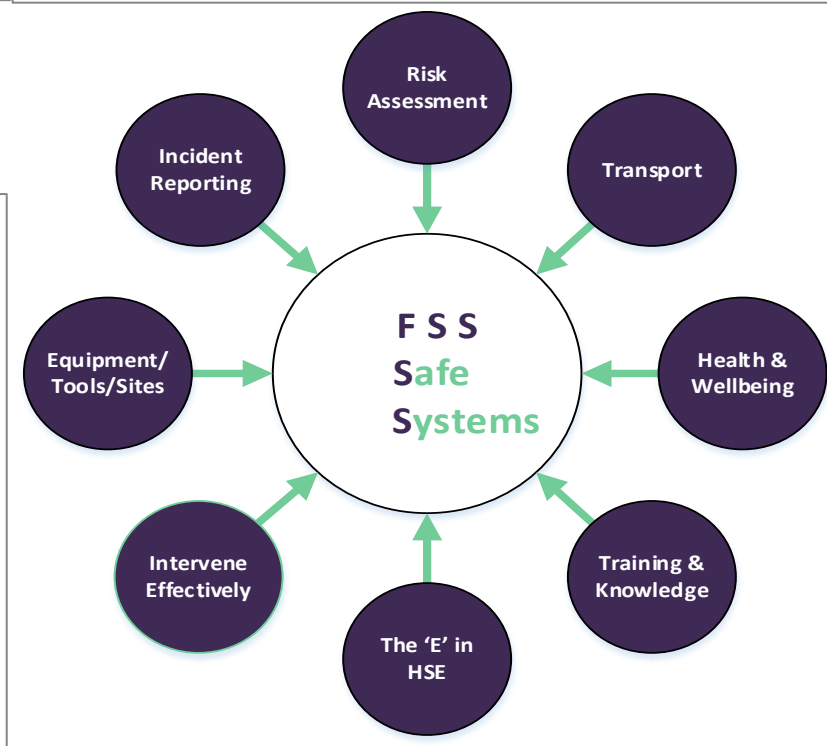 Risk
Assessment
Incident
Reporting
Transport
Equipment/
Tools/Sites
F S S
Safe
Systems
Health &
Wellbeing
Intervene
Effectively
Training &
Knowledge
The ‘E’ in
HSE